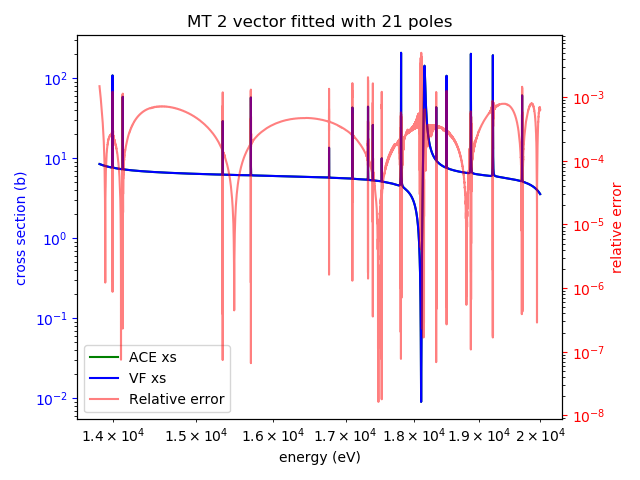 MT 2 vector fitted with 21 poles
cross section (b)
10²
10¹
10⁰
10⁻¹
10⁻²
ACE xs
VF xs
Relative error
10⁻³
10⁻⁴
10⁻⁵
10⁻⁶
10⁻⁷
10⁻⁸
relative error
1.4 × 10⁴ 1.5 × 10⁴ 1.6 × 10⁴ 1.7 × 10⁴ 1.8 × 10⁴ 1.9 × 10⁴ 2 × 10⁴
energy (eV)